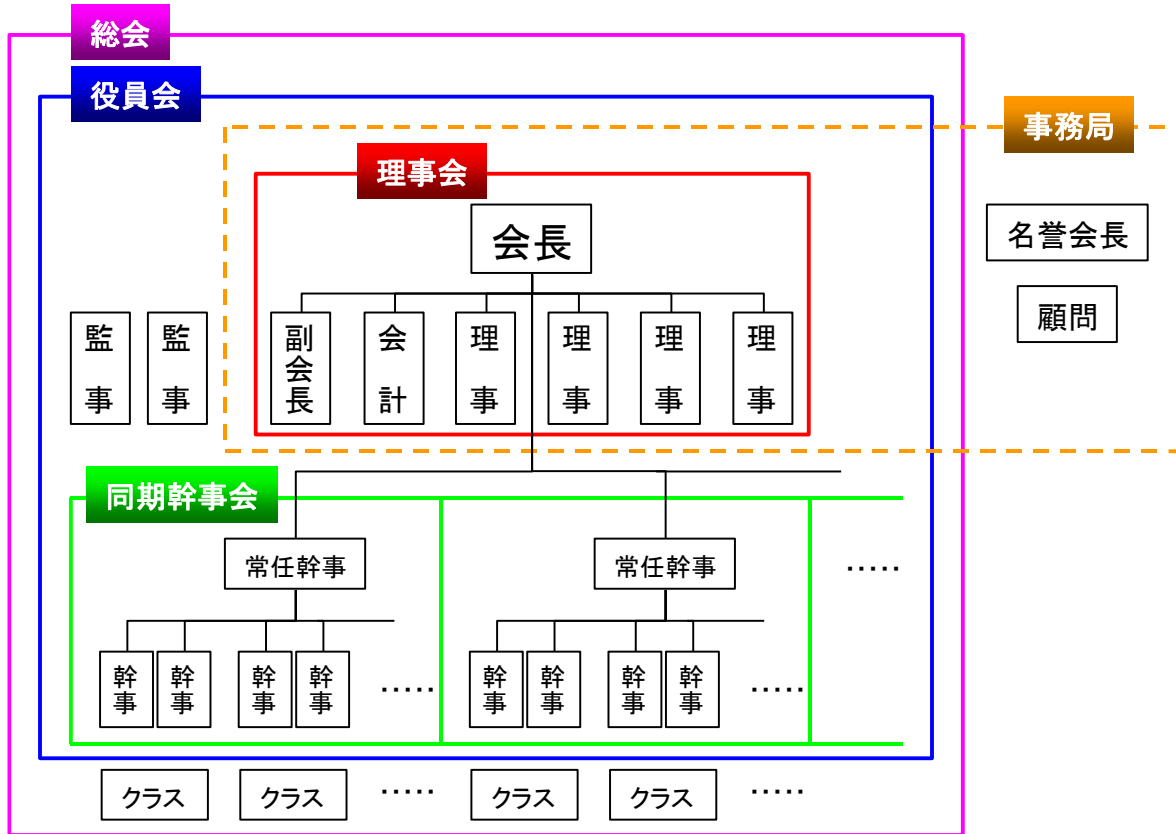 総会
役員会
事務局
理事会
会長
名誉会長
顧問
監事
監事
副会長
会計
理事
理事
理事
理事
同期幹事会
常任幹事
常任幹事
‥‥‥
幹事
幹事
幹事
幹事
‥‥‥
幹事
幹事
幹事
幹事
‥‥‥
クラス
クラス
‥‥‥
クラス
クラス
‥‥‥